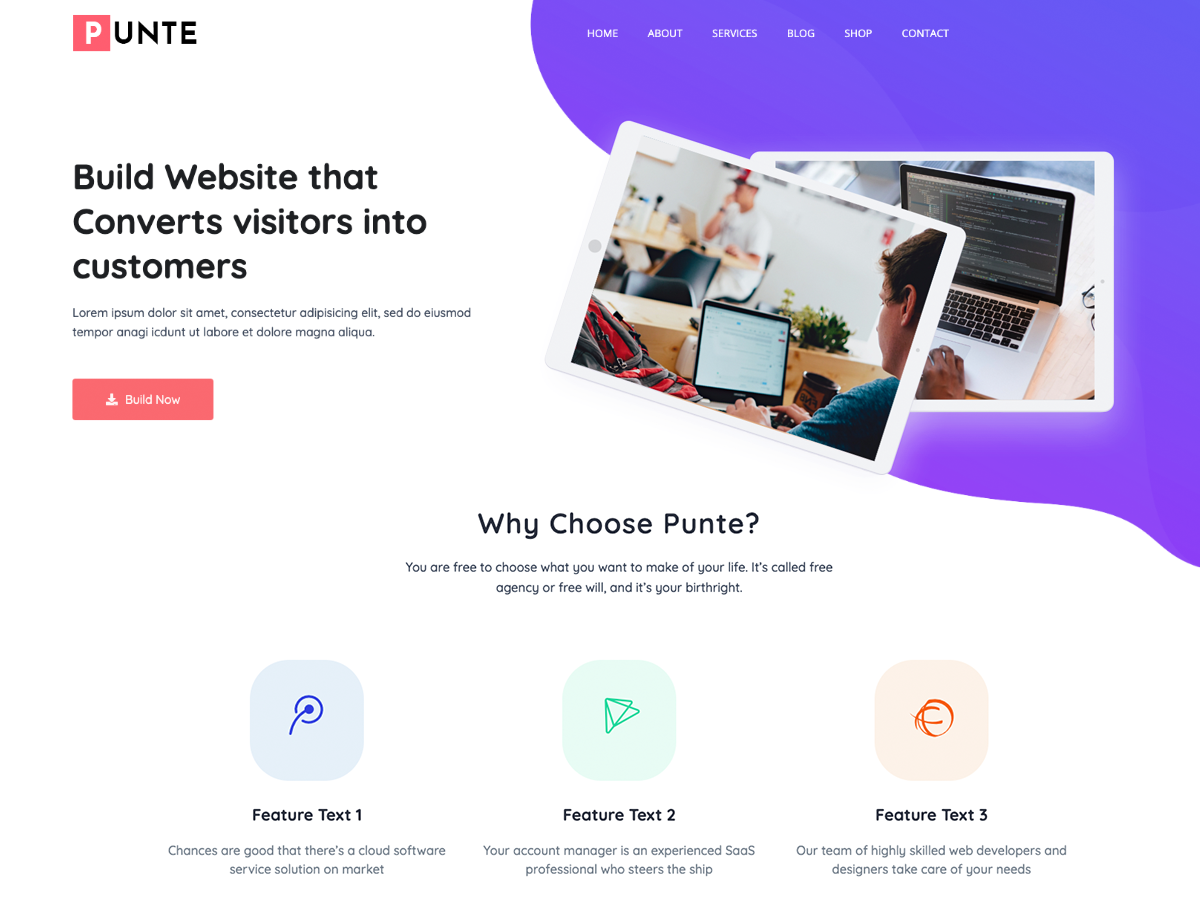 PUNTE
HOME ABOUT SERVICES BLOG SHOP CONTACT
Build Website that
Converts visitors into
customers
Lorem ipsum dolor sit amet, consectetur adipisicing elit, sed do eiusmod
tempor anagi icdunt ut labore et dolore magna aliqua.
Build Now
Why Choose Punte?
You are free to choose what you want to make of your life. It's called free
agency or free will, and it's your birthright.
Feature Text 1
Chances are good that there's a cloud software
service solution on market
Feature Text 2
Your account manager is an experienced SaaS
professional who steers the ship
Feature Text 3
Our team of highly skilled web developers and
designers take care of your needs